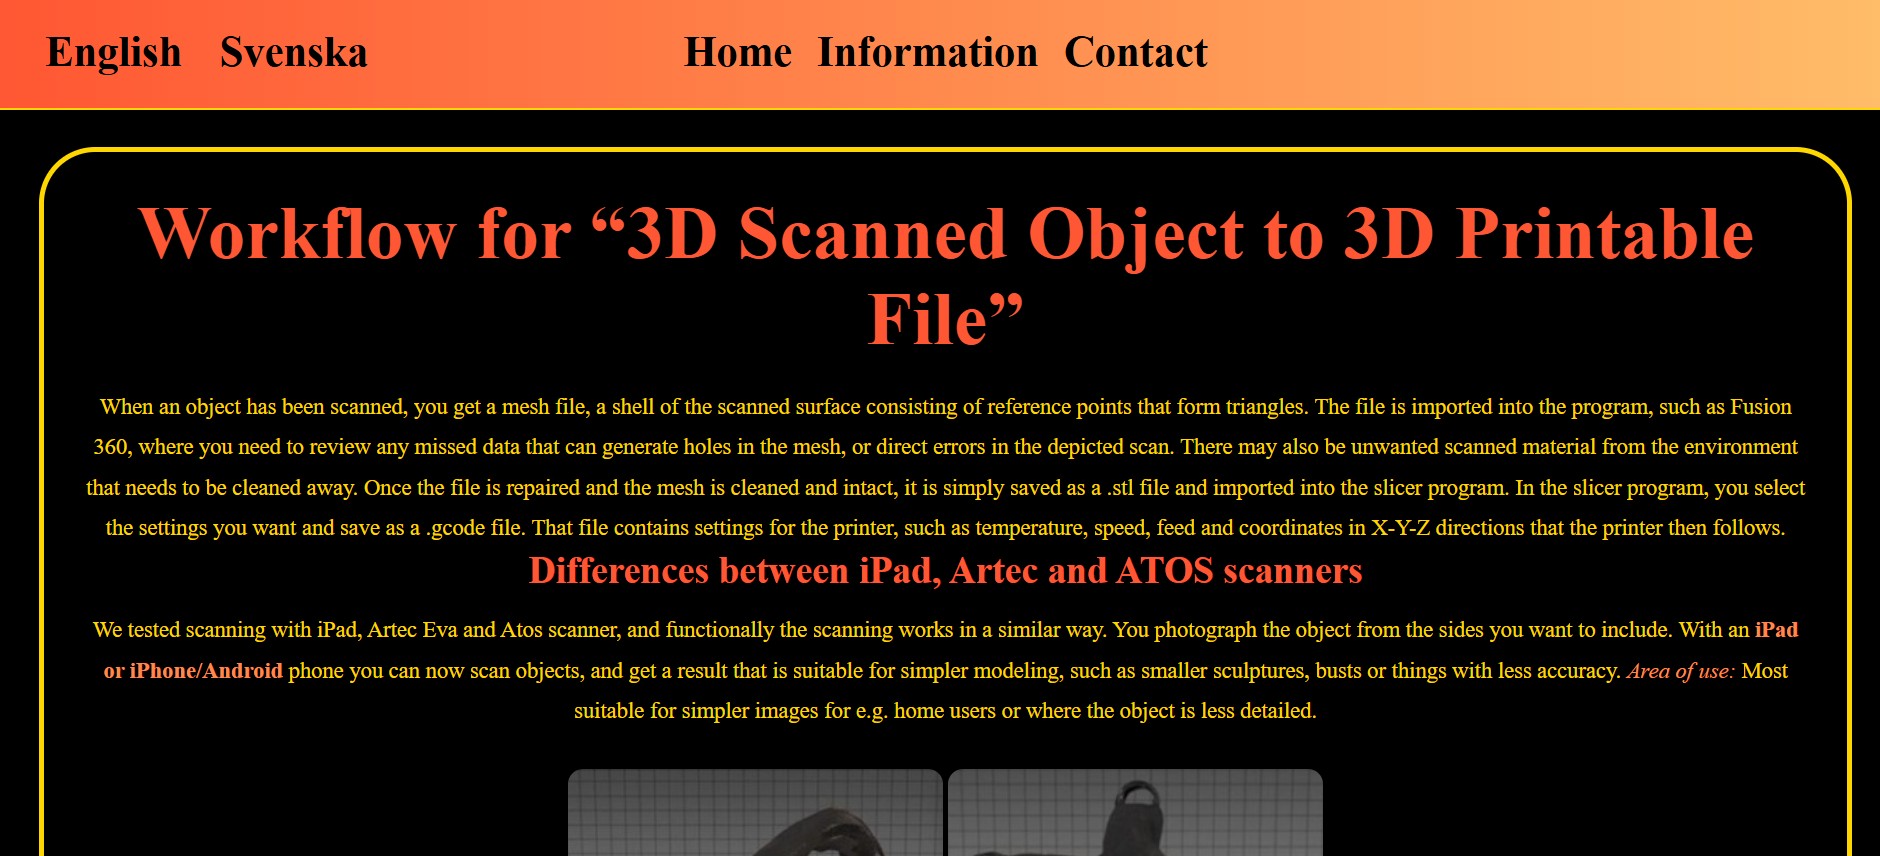 English Svenska Home Information Contact
Workflow for “3D Scanned Object to 3D Printable
File”
When an object has been scanned, you get a mesh file, a shell of the scanned surface consisting of reference points that form triangles. The file is imported into the program, such as Fusion
360, where you need to review any missed data that can generate holes in the mesh, or direct errors in the depicted scan. There may also be unwanted scanned material from the environment
that needs to be cleaned away. Once the file is repaired and the mesh is cleaned and intact, it is simply saved as a .stl file and imported into the slicer program. In the slicer program, you select
the settings you want and save as a .gcode file. That file contains settings for the printer, such as temperature, speed, feed and coordinates in X-Y-Z directions that the printer then follows.
Differences between iPad, Artec and ATOS scanners
We tested scanning with iPad, Artec Eva and Atos scanner, and functionally the scanning works in a similar way. You photograph the object from the sides you want to include. With an iPad
or iPhone/Android phone you can now scan objects, and get a result that is suitable for simpler modeling, such as smaller sculptures, busts or things with less accuracy. Area of use: Most
suitable for simpler images for e.g. home users or where the object is less detailed.